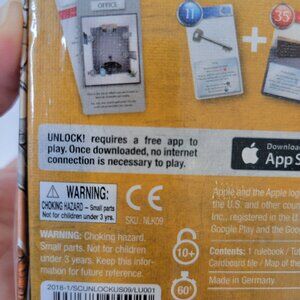 OFFICE
11
35
+
UNLOCK! requires a free app to
play. Once downloaded, no internet
connection is necessary to play.
Download
App S
WARNING:
CHOKING HAZARD — Small parts
Not for children under 3 yrs.
CE
SKU: NLK09
Apple and the Apple logo
the U.S. and other coun
Inc., registered in the U
Google Play and the Goog
WARNING: Choking hazard.
Small parts. Not for children
under 3 years. Keep this
information for future reference.
10+
Contents: 1 rulebook / Tut
Cardboard tile / Map of the
60'
Made in Germany
2018-1/SCUNLOCKUS09/LU001